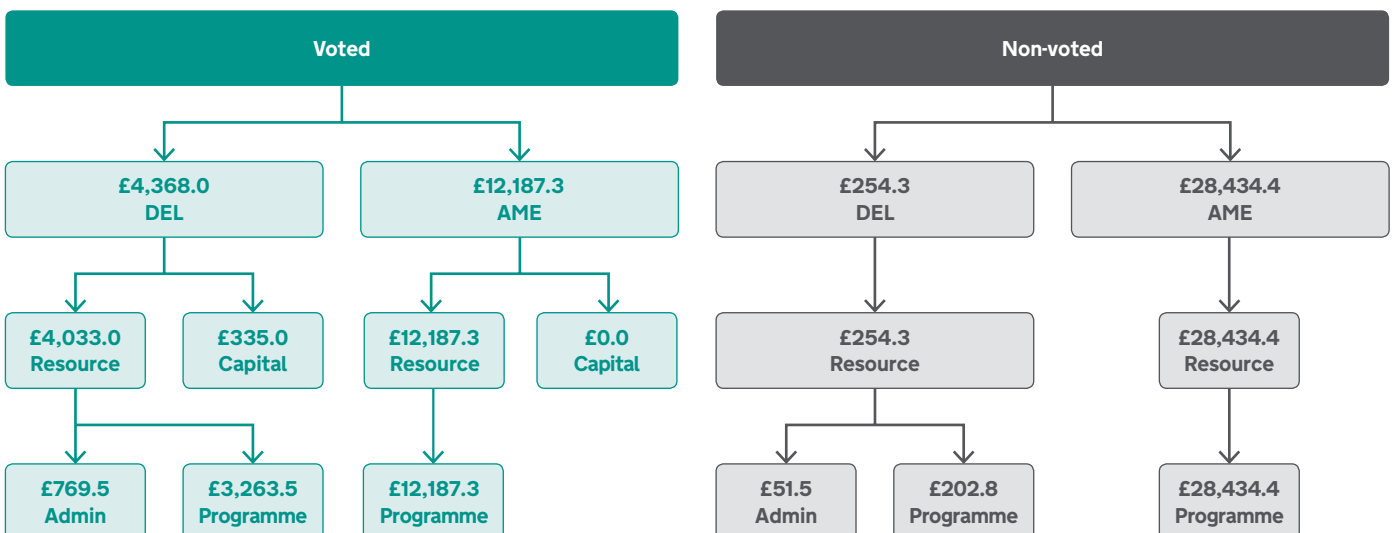 Voted
Non-voted
£4,368.0
DEL
£12,187.3
AME
£254.3
DEL
£28,434.4
AME
£4,033.0
Resource
£335.0
Capital
£12,187.3
Resource
£0.0
Capital
£254.3
Resource
£28,434.4
Resource
£769.5
Admin
£3,263.5
Programme
£12,187.3
Programme
£51.5
Admin
£202.8
Programme
£28,434.4
Programme